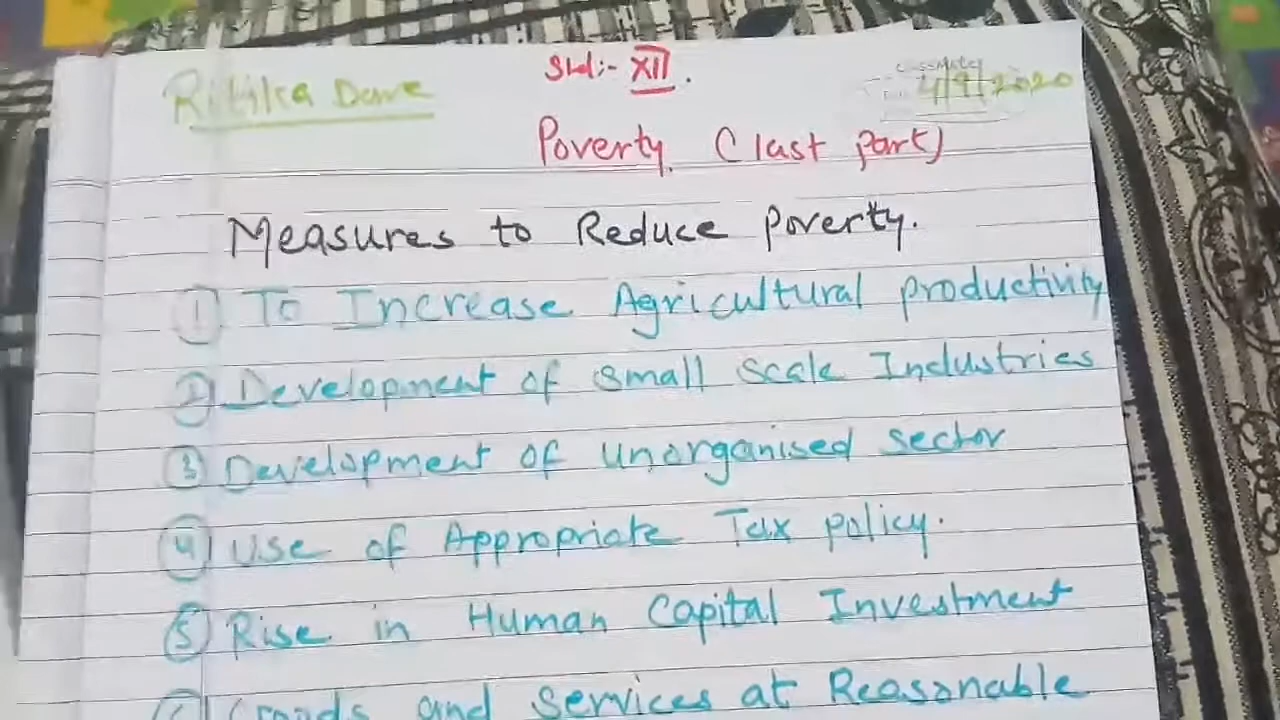 Std:- XII.
Ritika Dave
classmate
4/9/2020
Poverty (last part)
Measures to Reduce poverty.
① To Increase Agricultural productivity
② Development of small scale Industries
③ Development of unorganised sector
④ Use of Appropriate Tax policy.
⑤ Rise in Human Capital Investment
⑥ Goods and services at Reasonable